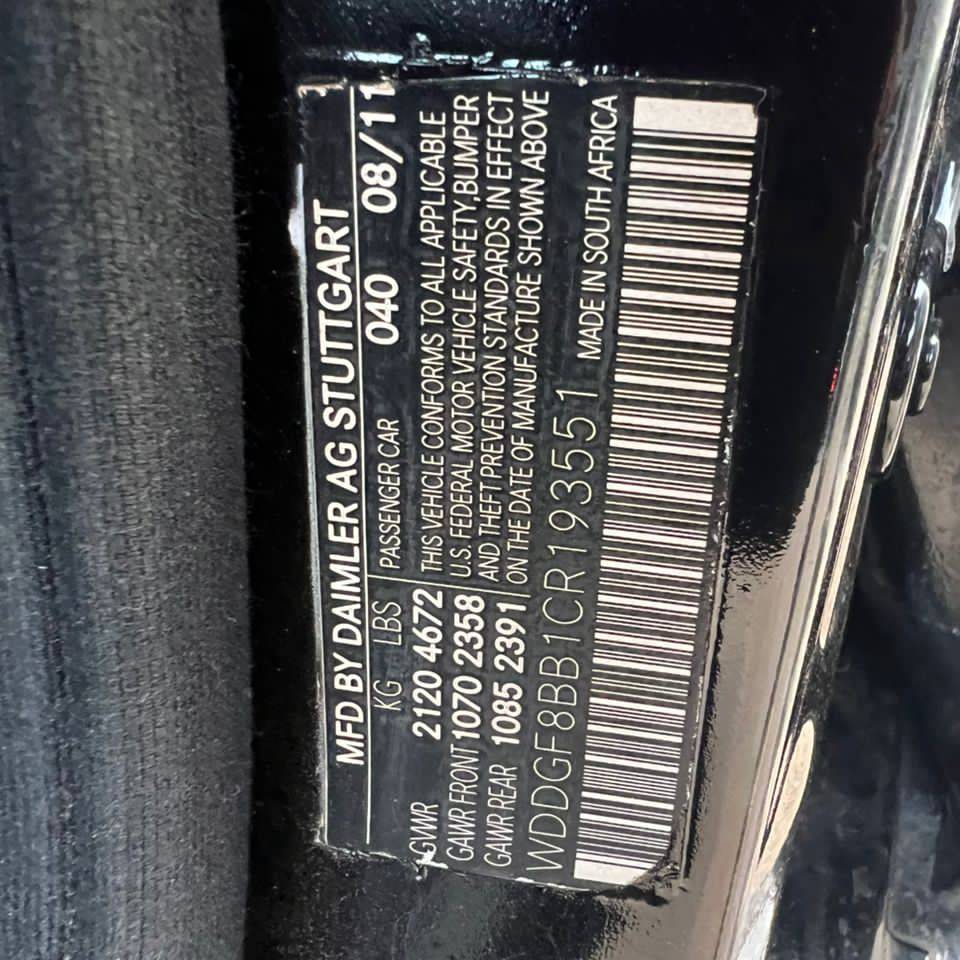 MFD BY DAIMLER AG STUTTGART
KG LBS PASSENGER CAR 040 08/11
GVWR 2120 4672 THIS VEHICLE CONFORMS TO ALL APPLICABLE
GAWR FRONT 1070 2358 U.S. FEDERAL MOTOR VEHICLE SAFETY,BUMPER
GAWR REAR 1085 2391 AND THEFT PREVENTION STANDARDS IN EFFECT
ON THE DATE OF MANUFACTURE SHOWN ABOVE
WDDGF8BB1CR193551 MADE IN SOUTH AFRICA